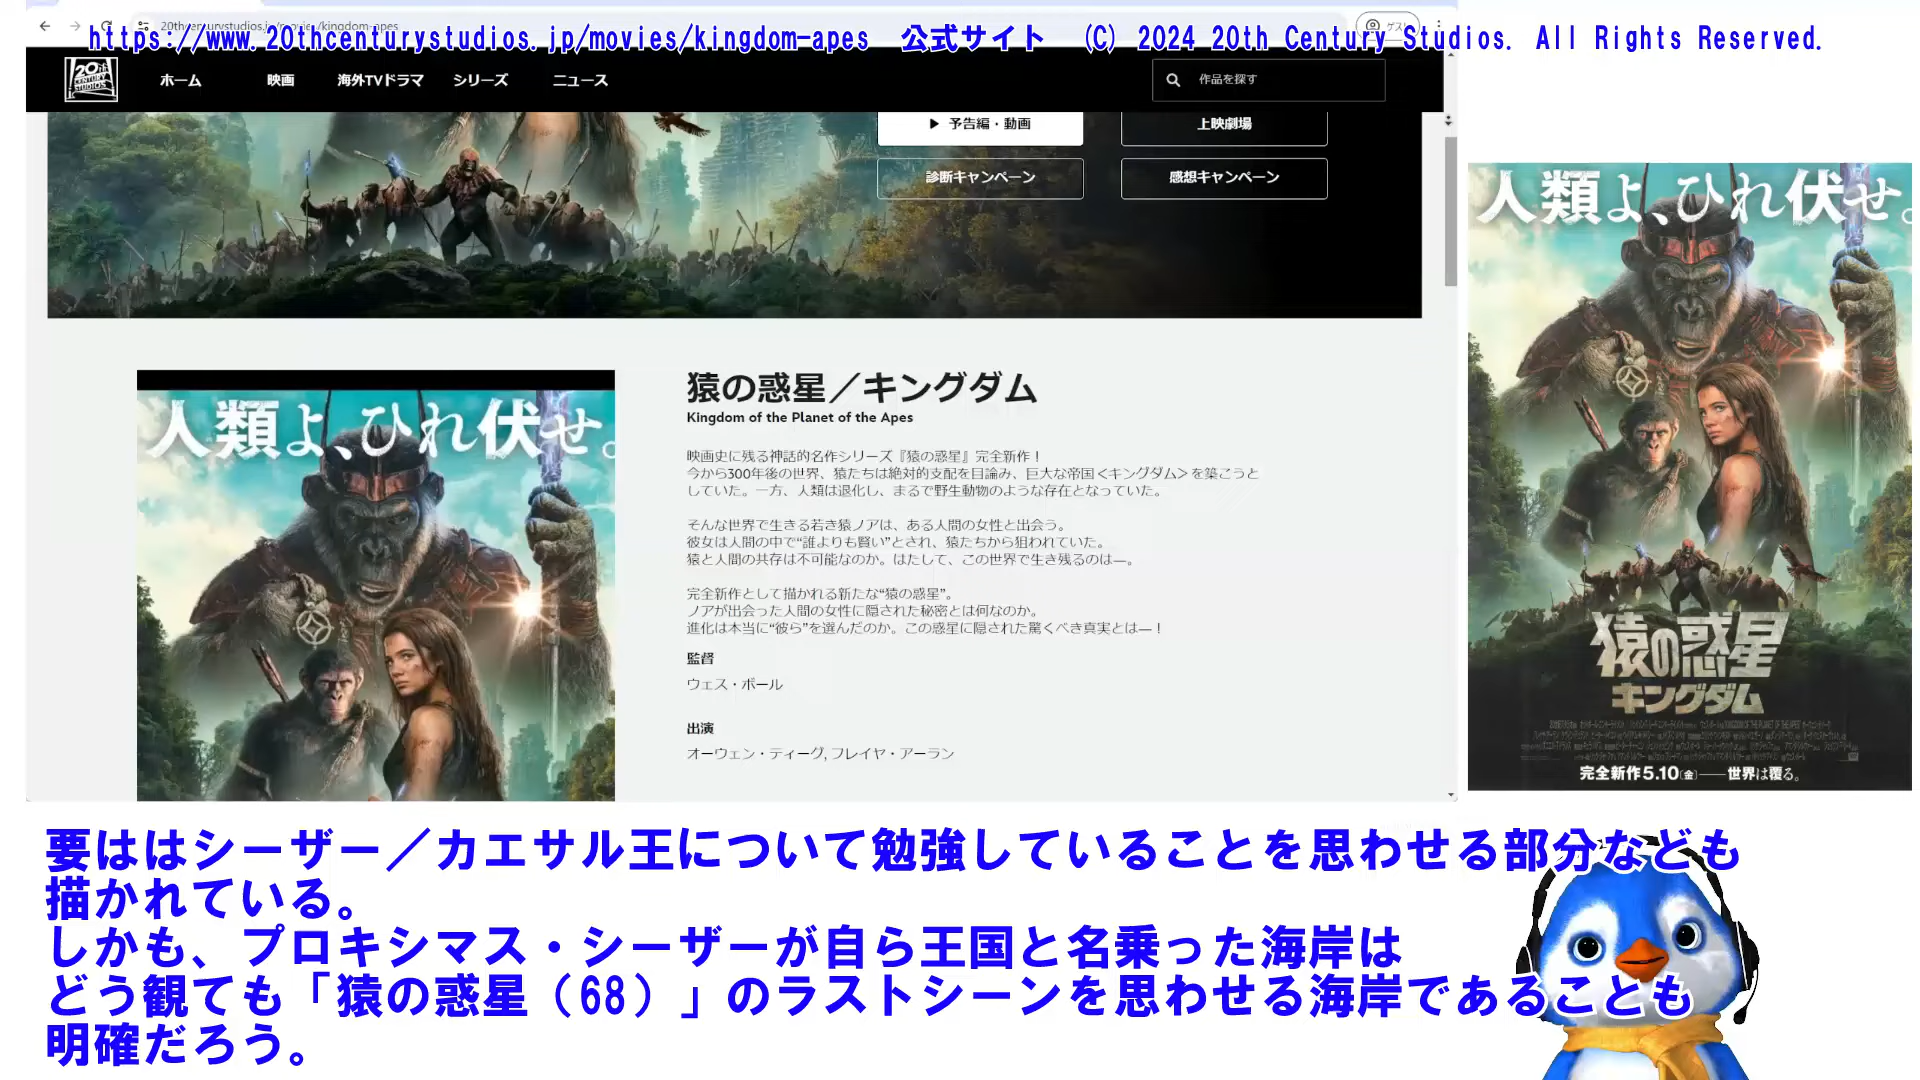 20thcenturystudios.jp/movies/kingdom-apes
ゲスト
https://www.20thcenturystudios.jp/movies/kingdom-apes 公式サイト (C) 2024 20th Century Studios. All Rights Reserved.
20th CENTURY STUDIOS
ホーム 映画 海外TVドラマ シリーズ ニュース
作品を探す
▶ 予告編・動画 上映劇場
診断キャンペーン 感想キャンペーン
人類よ、ひれ伏せ。
猿の惑星／キングダム
Kingdom of the Planet of the Apes
映画史に残る神話的名作シリーズ『猿の惑星』完全新作！
今から300年後の世界、猿たちは絶対的支配を目論み、巨大な帝国＜キングダム＞を築こうと
していた。一方、人類は退化し、まるで野生動物のような存在となっていた。
そんな世界で生きる若き猿ノアは、ある人間の女性と出会う。
彼女は人間の中で“誰よりも賢い”とされ、猿たちから狙われていた。
猿と人間の共存は不可能なのか。はたして、この世界で生き残るのは―。
完全新作として描かれる新たな“猿の惑星”。
ノアが出会った人間の女性に隠された秘密とは何なのか。
進化は本当に“彼ら”を選んだのか。この惑星に隠された驚くべき真実とは―！
監督
ウェス・ボール
出演
オーウェン・ティーグ, フレイヤ・アーラン
人類よ、ひれ伏せ。
猿の惑星
キングダム
完全新作5.10(金)――世界は覆る。
要ははシーザー／カエサル王について勉強していることを思わせる部分なども
描かれている。
しかも、プロキシマス・シーザーが自ら王国と名乗った海岸は
どう観ても「猿の惑星（68）」のラストシーンを思わせる海岸であることも
明確だろう。